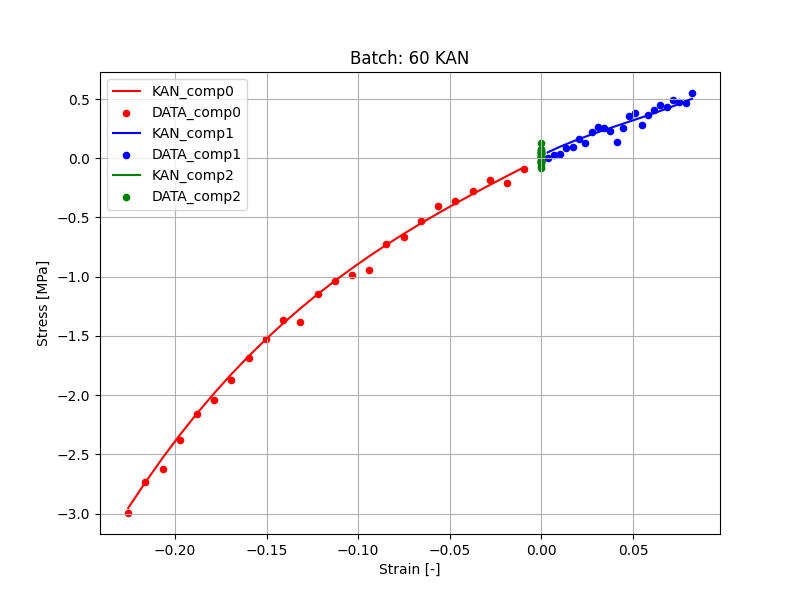 Batch: 60 KAN
KAN_comp0
DATA_comp0
KAN_comp1
DATA_comp1
KAN_comp2
DATA_comp2
Stress [MPa]
0.5
0.0
−0.5
−1.0
−1.5
−2.0
−2.5
−3.0
−0.20 −0.15 −0.10 −0.05 0.00 0.05
Strain [-]